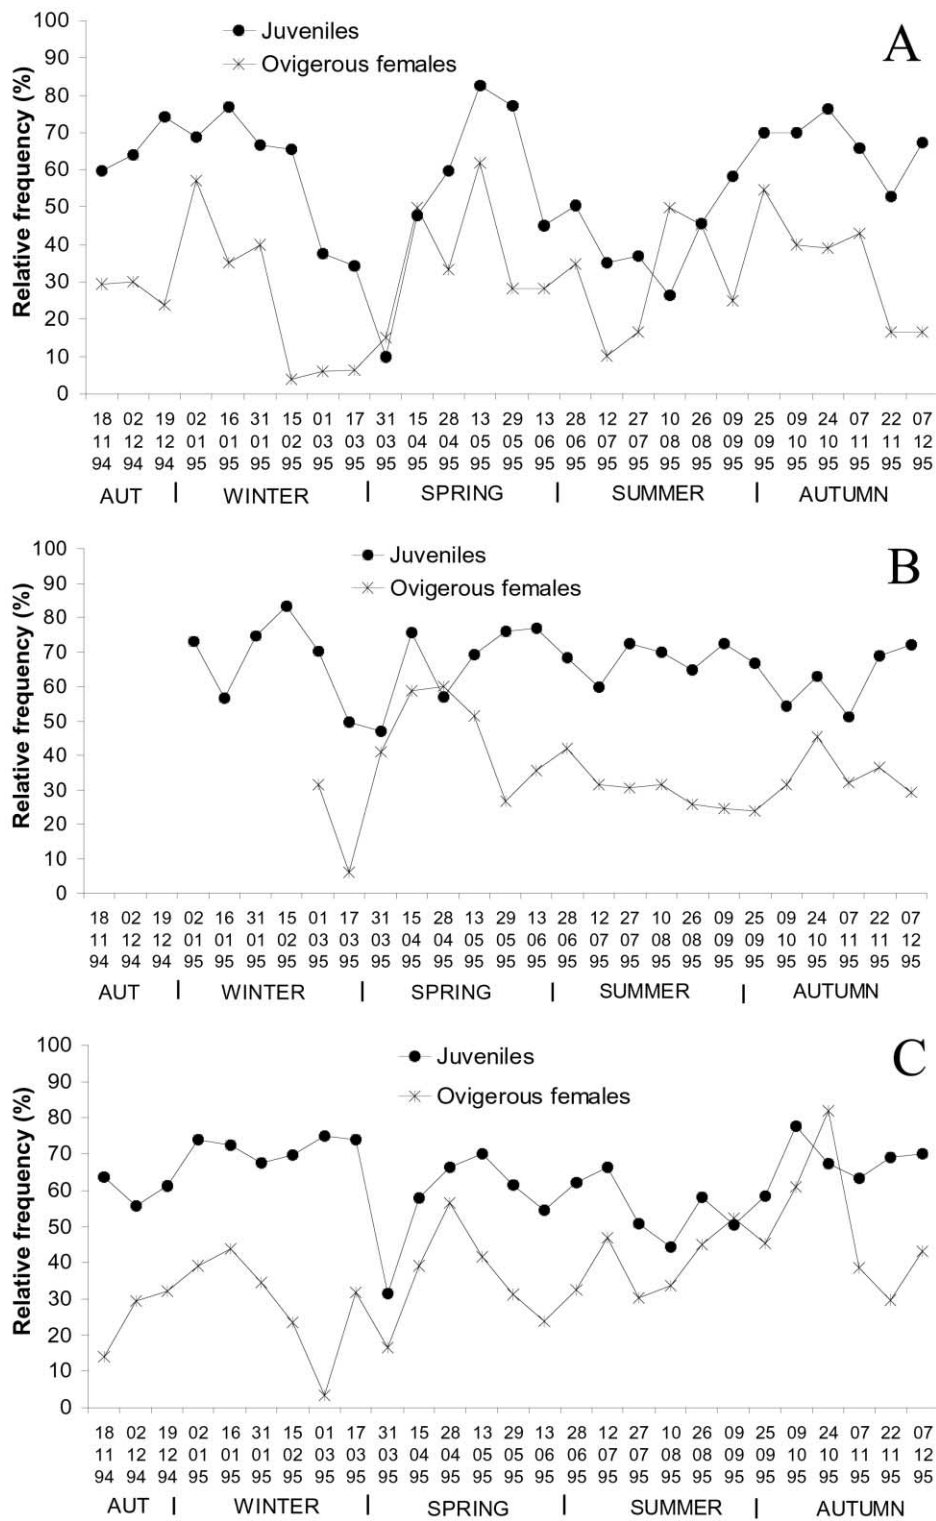 100
90
80
70
60
50
40
30
20
10
0
Relative frequency (%)
Juveniles
Ovigerous females
A
18 02 19 02 16 31 15 01 17 31 15 28 13 29 13 28 12 27 10 26 09 25 09 24 07 22 07
11 12 12 01 01 01 02 03 03 03 04 04 05 05 06 06 07 07 08 08 09 09 10 10 11 11 12
94 94 94 95 95 95 95 95 95 95 95 95 95 95 95 95 95 95 95 95 95 95 95 95 95 95 95
AUT | WINTER | SPRING | SUMMER | AUTUMN
100
90
80
70
60
50
40
30
20
10
0
Relative frequency (%)
Juveniles
Ovigerous females
B
18 02 19 02 16 31 15 01 17 31 15 28 13 29 13 28 12 27 10 26 09 25 09 24 07 22 07
11 12 12 01 01 01 02 03 03 03 04 04 05 05 06 06 07 07 08 08 09 09 10 10 11 11 12
94 94 94 95 95 95 95 95 95 95 95 95 95 95 95 95 95 95 95 95 95 95 95 95 95 95 95
AUT | WINTER | SPRING | SUMMER | AUTUMN
100
90
80
70
60
50
40
30
20
10
0
Relative frequency (%)
Juveniles
Ovigerous females
C
18 02 19 02 16 31 15 01 17 31 15 28 13 29 13 28 12 27 10 26 09 25 09 24 07 22 07
11 12 12 01 01 01 02 03 03 03 04 04 05 05 06 06 07 07 08 08 09 09 10 10 11 11 12
94 94 94 95 95 95 95 95 95 95 95 95 95 95 95 95 95 95 95 95 95 95 95 95 95 95 95
AUT | WINTER | SPRING | SUMMER | AUTUMN